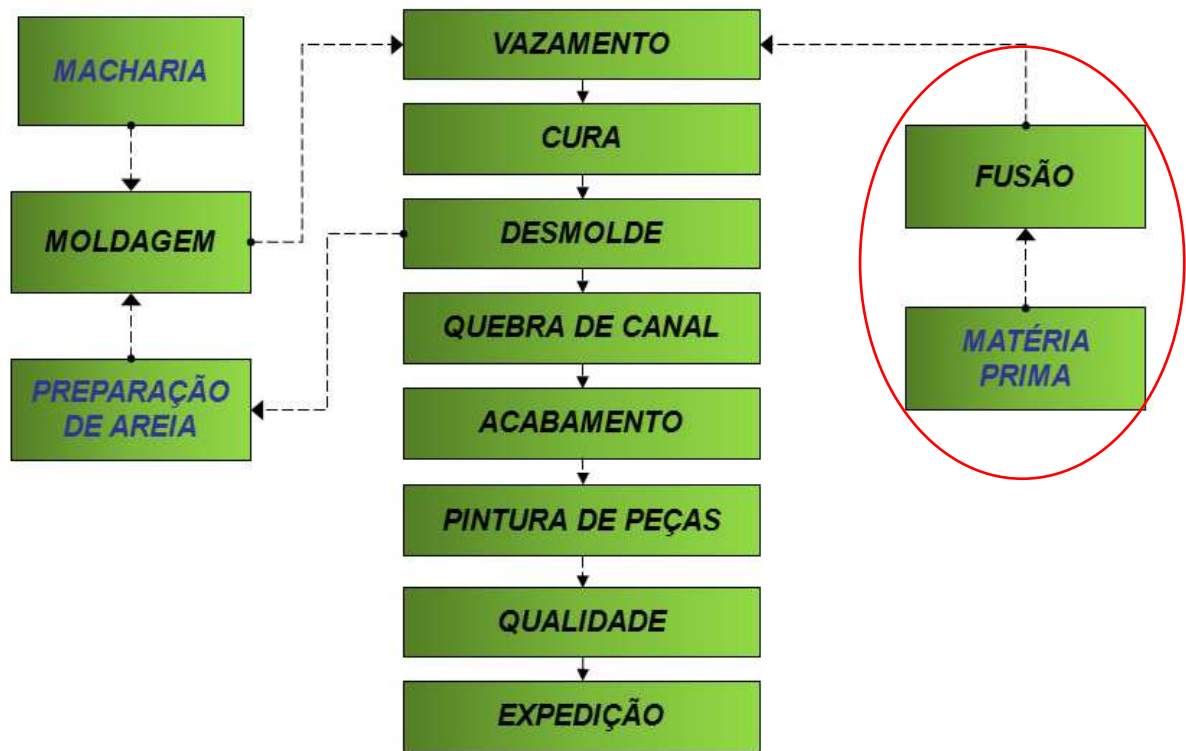 MACHARIA
MOLDAGEM
PREPARAÇÃO
DE AREIA
VAZAMENTO
CURA
DESMOLDE
QUEBRA DE CANAL
ACABAMENTO
PINTURA DE PEÇAS
QUALIDADE
EXPEDIÇÃO
FUSÃO
MATÉRIA
PRIMA